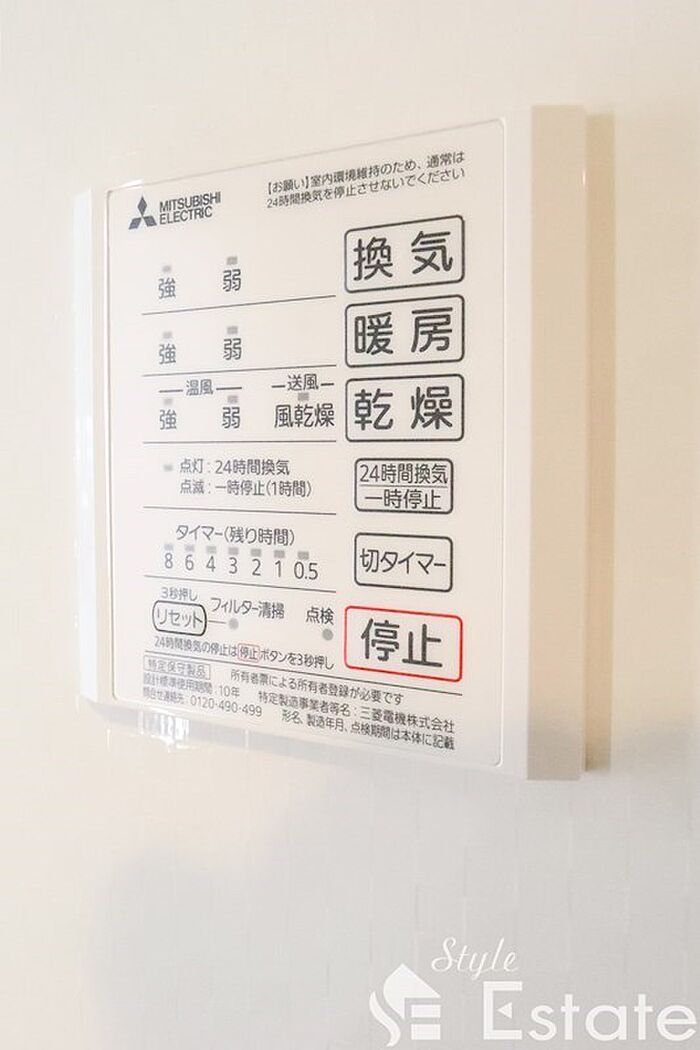 MITSUBISHI
ELECTRIC
【お願い】室内環境維持のため、通常は
24時間換気を停止させないでください
強 弱 換気
強 弱 暖房
温風 送風
強 弱 風乾燥 乾燥
点灯:24時間換気
点滅:一時停止(1時間)
24時間換気
一時停止
タイマー(残り時間)
8 6 4 3 2 1 0.5
切タイマー
3秒押し
リセット フィルター清掃 点検
停止
24時間換気の停止は停止ボタンを3秒押し
特定保守製品 所有者票による所有者登録が必要です
設計標準使用期間:10年 特定製造事業者等名:三菱電機株式会社
問合せ連絡先:0120-490-499 形名、製造年月、点検期間は本体に記載
Style
SE Estate